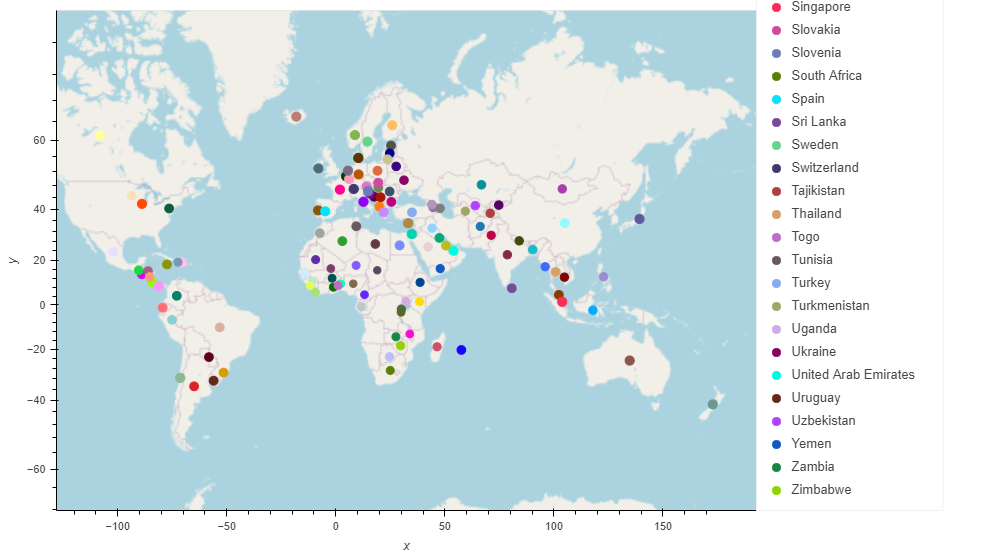 Singapore
Slovakia
Slovenia
South Africa
Spain
Sri Lanka
Sweden
Switzerland
Tajikistan
Thailand
Togo
Tunisia
Turkey
Turkmenistan
Uganda
Ukraine
United Arab Emirates
Uruguay
Uzbekistan
Yemen
Zambia
Zimbabwe
60
40
20
0
−20
−40
−60
y
−100 −50 0 50 100 150
x